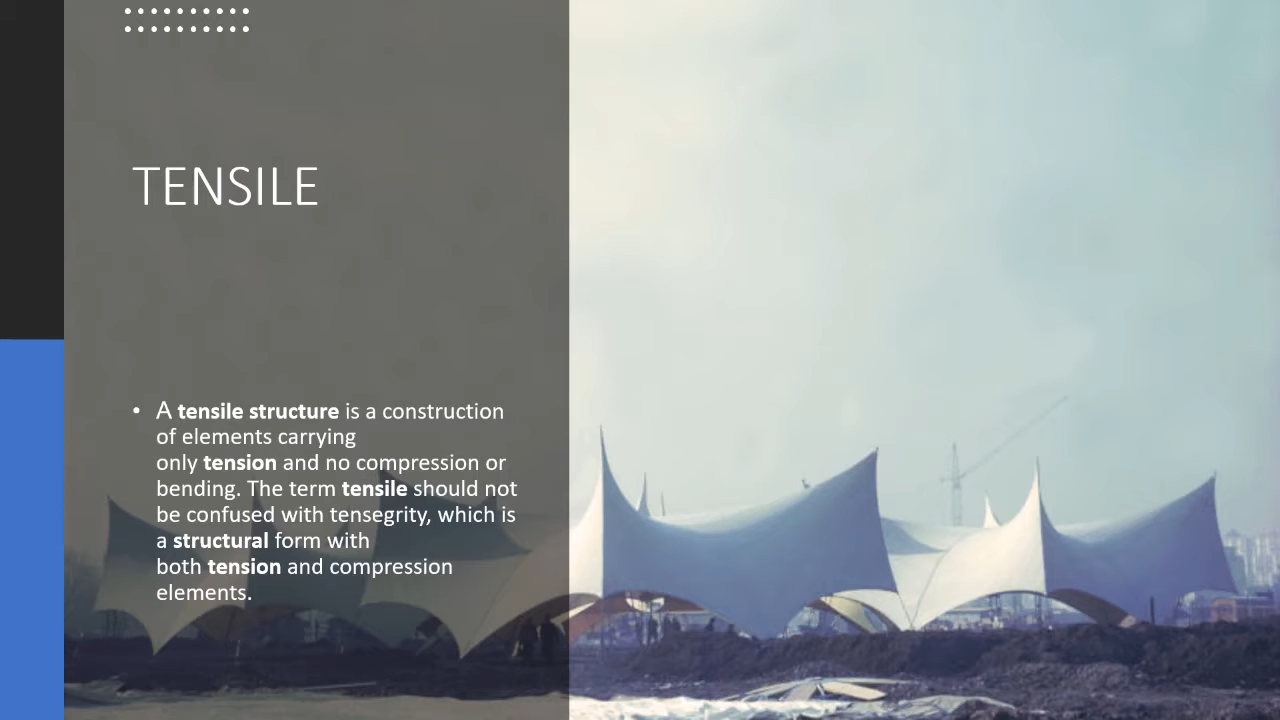 TENSILE
• A tensile structure is a construction
of elements carrying
only tension and no compression or
bending. The term tensile should not
be confused with tensegrity, which is
a structural form with
both tension and compression
elements.